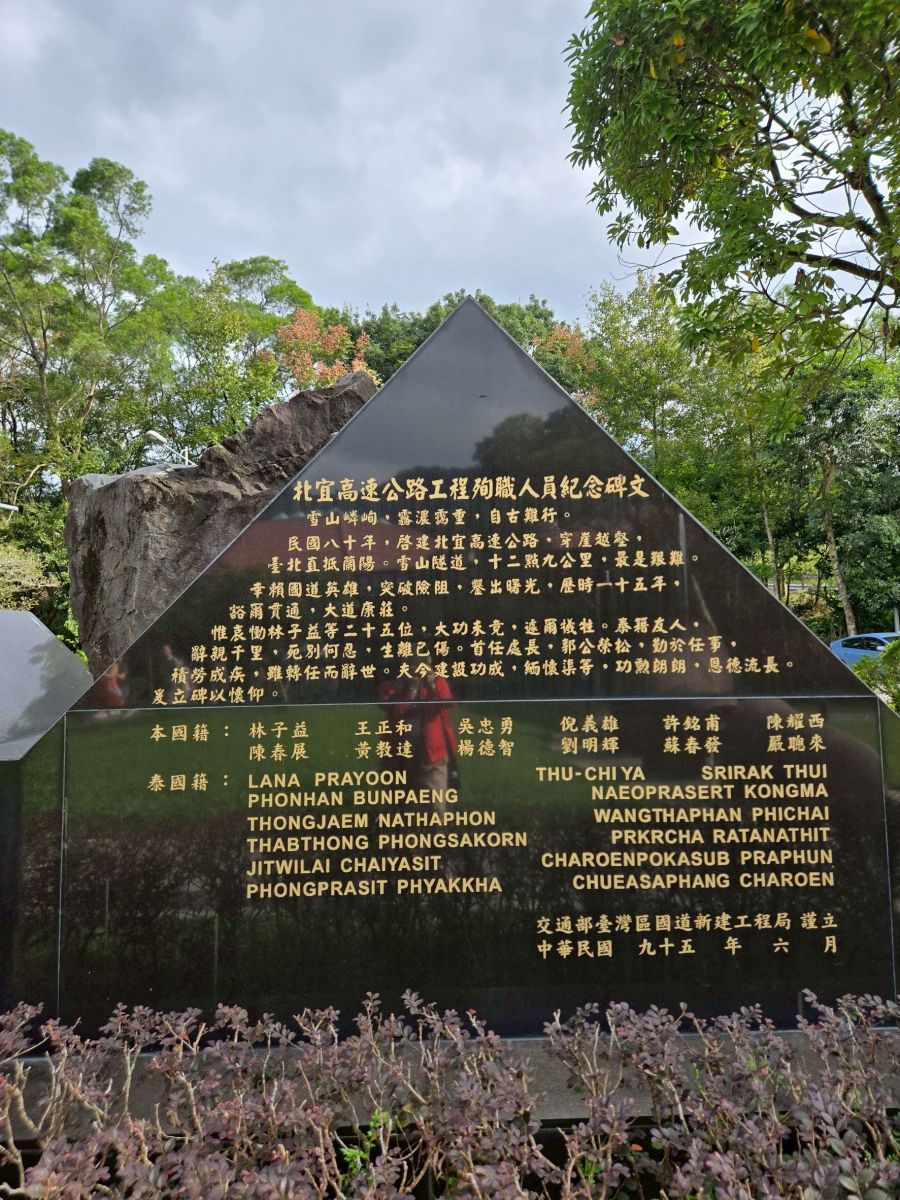 北宜高速公路工程殉職人員紀念碑文
雪山嶙峋，霧濃靄重，自古難行。
民國八十年，啓建北宜高速公路，穿崖越壑，
臺北直抵蘭陽。雪山隧道，十二點九公里，最是艱難。
幸賴國道英雄，突破險阻，鑿出曙光，歷時一十五年，
豁爾貫通，大道康莊。
惟哀慟林子益等二十五位，大功未竟，遽爾犧牲。泰籍友人，
辭親千里，死別何忍，生離已傷。首任處長，郭公榮松，勤於任事，
積勞成疾，雖轉任而辭世。夫今建設功成，緬懷渠等，功勳朗朗，恩德流長。
爰立碑以懷仰。
本國籍： 林子益 王正和 吳忠勇 倪義雄 許銘甫 陳耀西
陳春展 黃教達 楊德智 劉明輝 蘇春發 嚴聰來
泰國籍： LANA PRAYOON THU-CHI YA SRIRAK THUI
PHONHAN BUNPAENG NAEOPRASERT KONGMA
THONGJAEM NATHAPHON WANGTHAPHAN PHICHAI
THABTHONG PHONGSAKORN PRKRCHA RATANATHIT
JITWILAI CHAIYASIT CHAROENPOKASUB PRAPHUN
PHONGPRASIT PHYAKKHA CHUEASAPHANG CHAROEN
交通部臺灣區國道新建工程局 謹立
中華民國 九十五 年 六 月